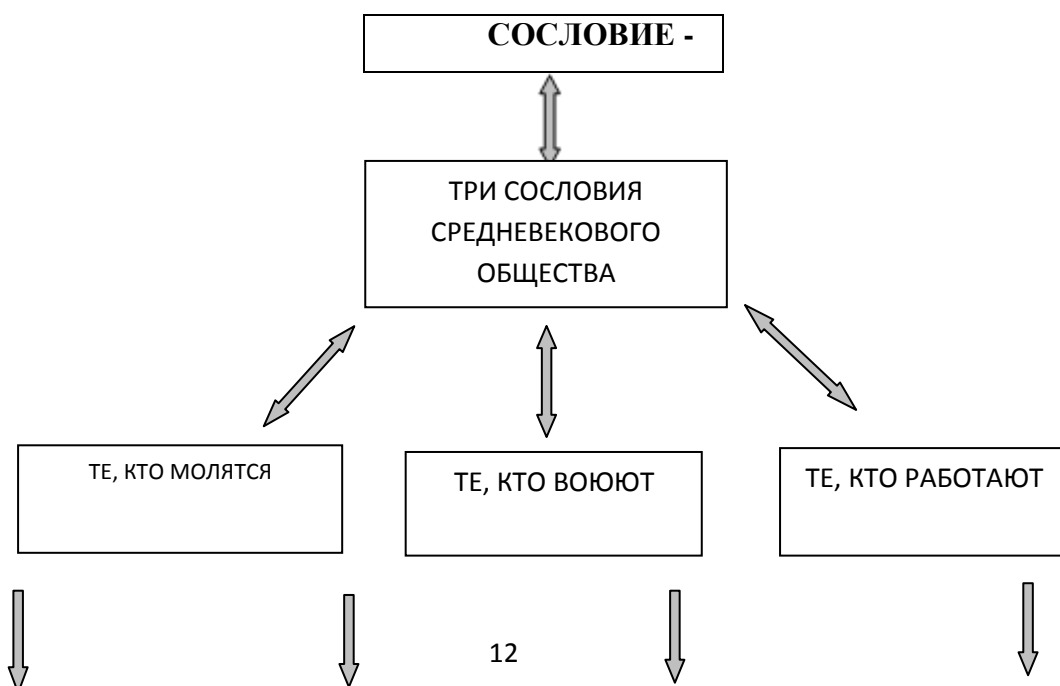 СОСЛОВИЕ -
ТРИ СОСЛОВИЯ
СРЕДНЕВЕКОВОГО
ОБЩЕСТВА
ТЕ, КТО МОЛЯТСЯ
ТЕ, КТО ВОЮЮТ
ТЕ, КТО РАБОТАЮТ
12